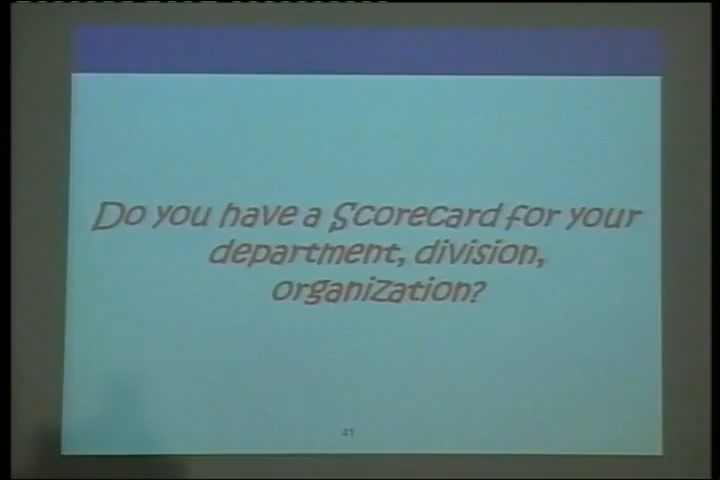 Do you have a Scorecard for your
department, division,
organization?
41